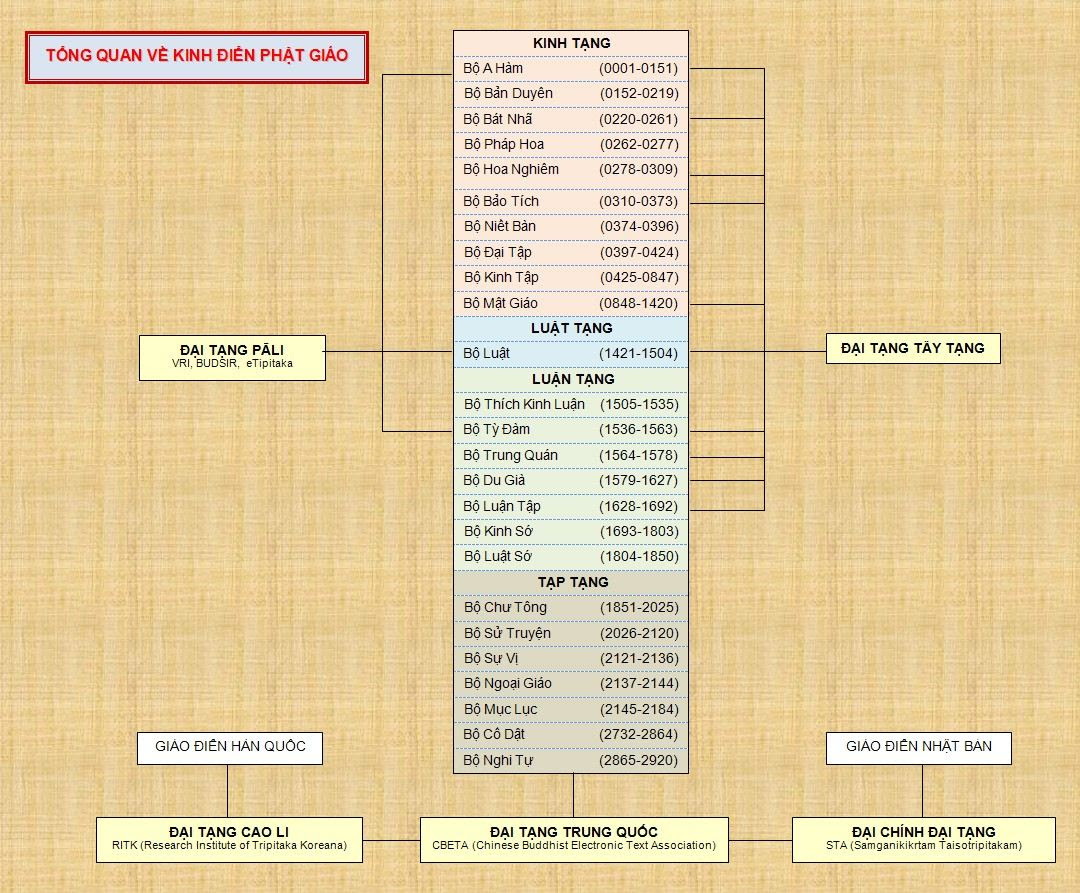 TỔNG QUAN VỀ KINH ĐIỂN PHẬT GIÁO
KINH TẠNG
Bộ A Hàm (0001-0151)
Bộ Bản Duyên (0152-0219)
Bộ Bát Nhã (0220-0261)
Bộ Pháp Hoa (0262-0277)
Bộ Hoa Nghiêm (0278-0309)
Bộ Bảo Tích (0310-0373)
Bộ Niết Bàn (0374-0396)
Bộ Đại Tập (0397-0424)
Bộ Kinh Tập (0425-0847)
Bộ Mật Giáo (0848-1420)
LUẬT TẠNG
Bộ Luật (1421-1504)
LUẬN TẠNG
Bộ Thích Kinh Luận (1505-1535)
Bộ Tỳ Đàm (1536-1563)
Bộ Trung Quán (1564-1578)
Bộ Du Già (1579-1627)
Bộ Luận Tập (1628-1692)
Bộ Kinh Sớ (1693-1803)
Bộ Luật Sớ (1804-1850)
TẠP TẠNG
Bộ Chư Tông (1851-2025)
Bộ Sử Truyện (2026-2120)
Bộ Sự Vị (2121-2136)
Bộ Ngoại Giáo (2137-2144)
Bộ Mục Lục (2145-2184)
Bộ Cổ Dật (2732-2864)
Bộ Nghi Tự (2865-2920)
ĐẠI TẠNG PĀLI
VRI, BUDSIR, eTipitaka
ĐẠI TẠNG TÂY TẠNG
GIÁO ĐIỂN HÀN QUỐC
GIÁO ĐIỂN NHẬT BẢN
ĐẠI TẠNG CAO LI
RITK (Research Institute of Tripitaka Koreana)
ĐẠI TẠNG TRUNG QUỐC
CBETA (Chinese Buddhist Electronic Text Association)
ĐẠI CHÍNH ĐẠI TẠNG
STA (Samganikikrtam Taisotripitakam)